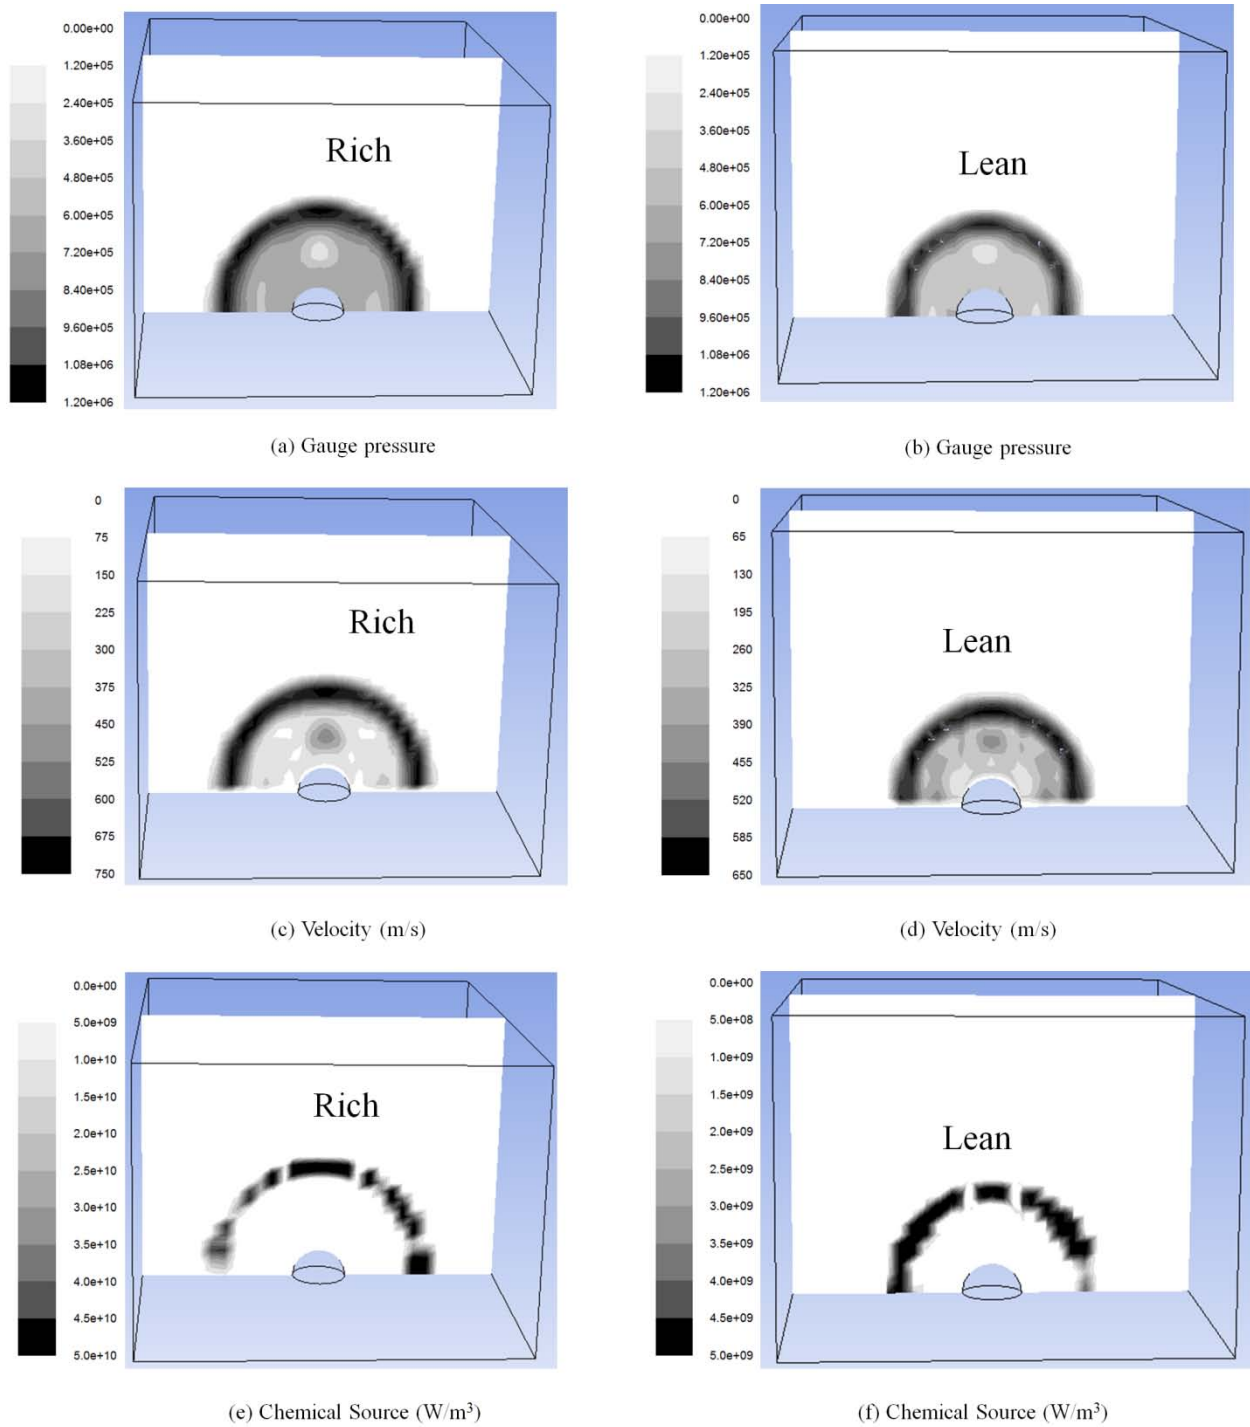 0.00e+00
1.20e+05
2.40e+05
3.60e+05
4.80e+05
6.00e+05
7.20e+05
8.40e+05
9.60e+05
1.08e+06
1.20e+06
Rich
(a) Gauge pressure
0.00e+00
1.20e+05
2.40e+05
3.60e+05
4.80e+05
6.00e+05
7.20e+05
8.40e+05
9.60e+05
1.08e+06
1.20e+06
Lean
(b) Gauge pressure
0
75
150
225
300
375
450
525
600
675
750
Rich
(c) Velocity (m/s)
0
65
130
195
260
325
390
455
520
585
650
Lean
(d) Velocity (m/s)
0.0e+00
5.0e+09
1.0e+10
1.5e+10
2.0e+10
2.5e+10
3.0e+10
3.5e+10
4.0e+10
4.5e+10
5.0e+10
Rich
(e) Chemical Source (W/m³)
0.0e+00
5.0e+08
1.0e+09
1.5e+09
2.0e+09
2.5e+09
3.0e+09
3.5e+09
4.0e+09
4.5e+09
5.0e+09
Lean
(f) Chemical Source (W/m³)